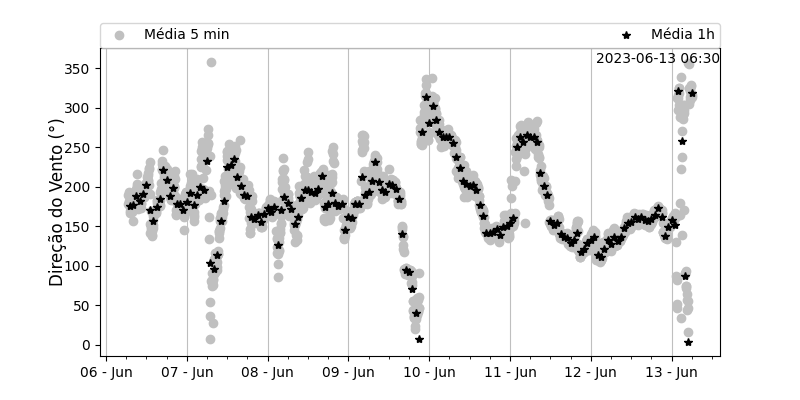 Média 5 min
Média 1h
2023-06-13 06:30
Direção do Vento (°)
350
300
250
200
150
100
50
0
06 - Jun
07 - Jun
08 - Jun
09 - Jun
10 - Jun
11 - Jun
12 - Jun
13 - Jun